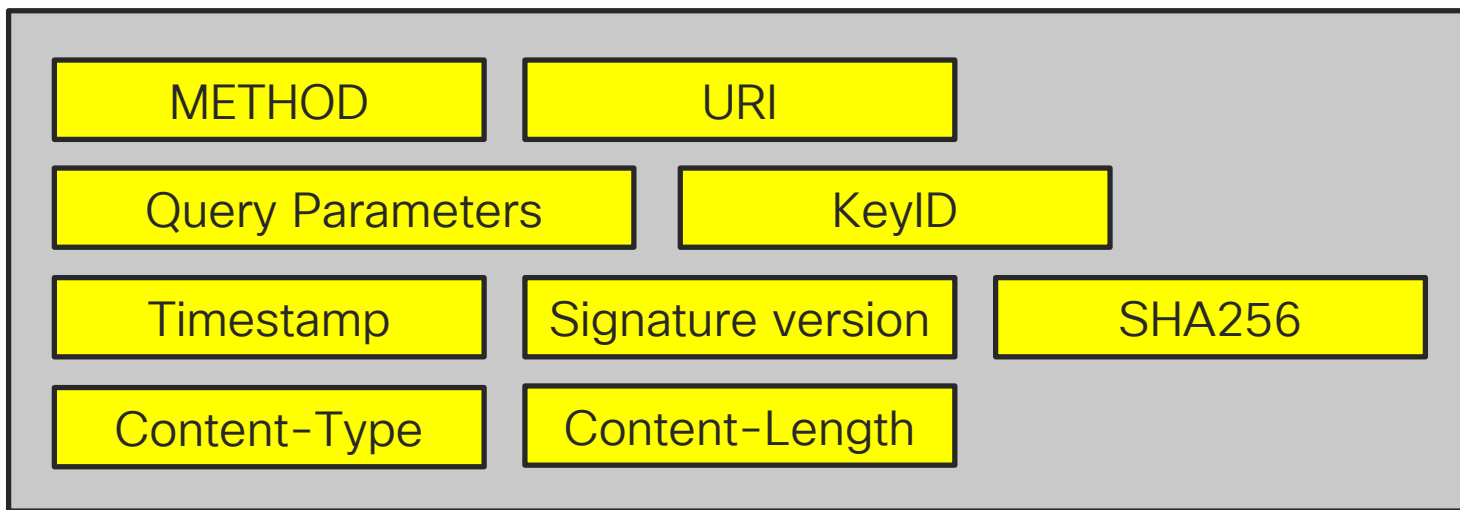 METHOD URI
Query Parameters KeyID
Timestamp Signature version SHA256
Content-Type Content-Length